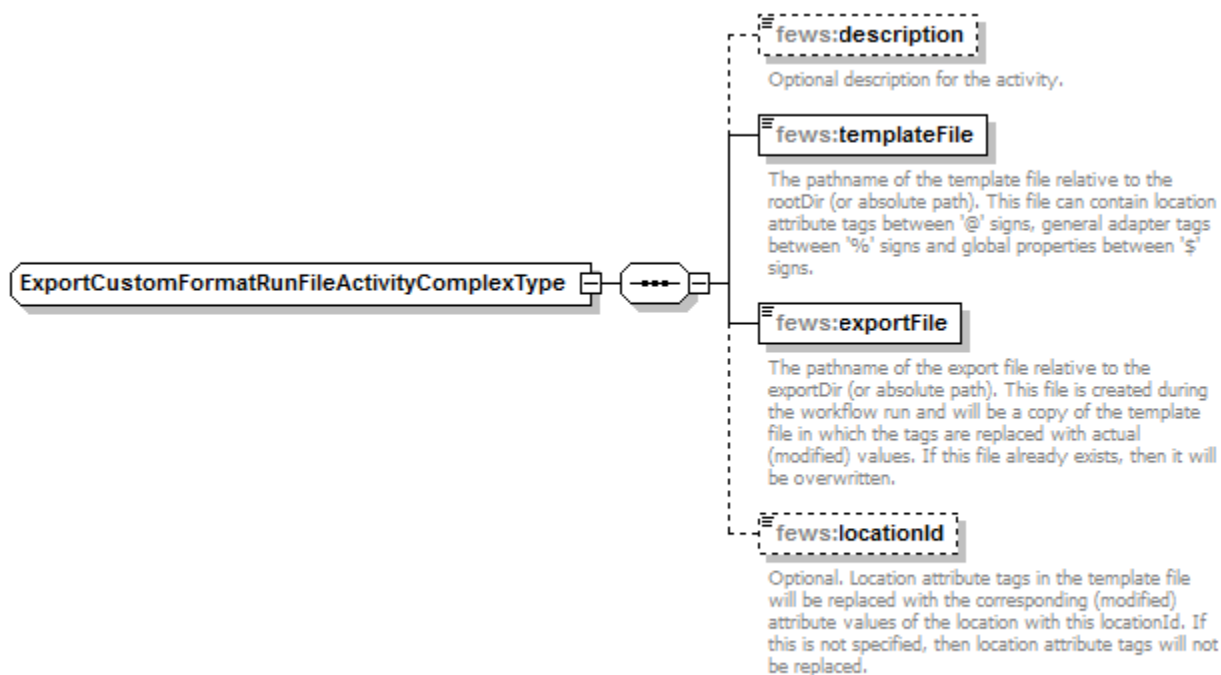 fews:description
Optional description for the activity.
fews:templateFile
The pathname of the template file relative to the
rootDir (or absolute path). This file can contain location
attribute tags between '@' signs, general adapter tags
between '%' signs and global properties between '$'
signs.
ExportCustomFormatRunFileActivityComplexType
fews:exportFile
The pathname of the export file relative to the
exportDir (or absolute path). This file is created during
the workflow run and will be a copy of the template
file in which the tags are replaced with actual
(modified) values. If this file already exists, then it will
be overwritten.
fews:locationId
Optional. Location attribute tags in the template file
will be replaced with the corresponding (modified)
attribute values of the location with this locationId. If
this is not specified, then location attribute tags will not
be replaced.